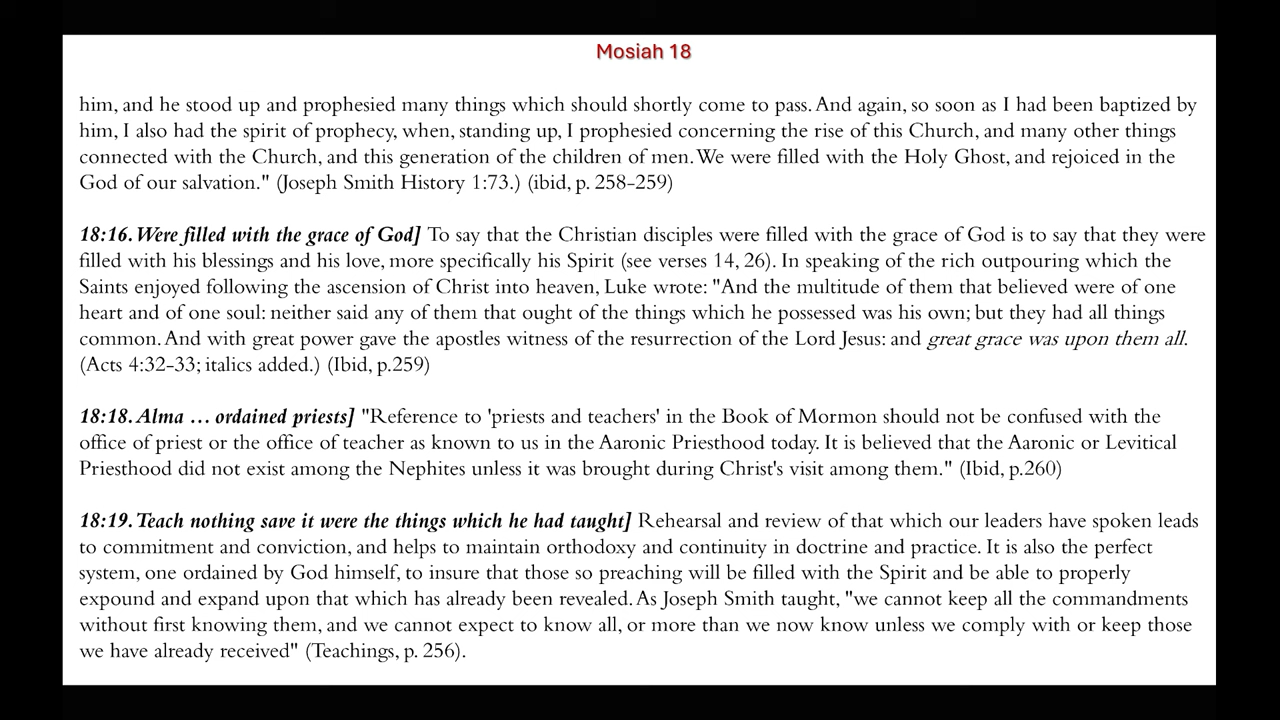 Mosiah 18
him, and he stood up and prophesied many things which should shortly come to pass. And again, so soon as I had been baptized by
him, I also had the spirit of prophecy, when, standing up, I prophesied concerning the rise of this Church, and many other things
connected with the Church, and this generation of the children of men. We were filled with the Holy Ghost, and rejoiced in the
God of our salvation." (Joseph Smith History 1:73.) (ibid, p. 258-259)
18:16. Were filled with the grace of God] To say that the Christian disciples were filled with the grace of God is to say that they were
filled with his blessings and his love, more specifically his Spirit (see verses 14, 26). In speaking of the rich outpouring which the
Saints enjoyed following the ascension of Christ into heaven, Luke wrote: "And the multitude of them that believed were of one
heart and of one soul: neither said any of them that ought of the things which he possessed was his own; but they had all things
common. And with great power gave the apostles witness of the resurrection of the Lord Jesus: and great grace was upon them all.
(Acts 4:32-33; italics added.) (Ibid, p.259)
18:18. Alma … ordained priests] "Reference to 'priests and teachers' in the Book of Mormon should not be confused with the
office of priest or the office of teacher as known to us in the Aaronic Priesthood today. It is believed that the Aaronic or Levitical
Priesthood did not exist among the Nephites unless it was brought during Christ's visit among them." (Ibid, p.260)
18:19. Teach nothing save it were the things which he had taught] Rehearsal and review of that which our leaders have spoken leads
to commitment and conviction, and helps to maintain orthodoxy and continuity in doctrine and practice. It is also the perfect
system, one ordained by God himself, to insure that those so preaching will be filled with the Spirit and be able to properly
expound and expand upon that which has already been revealed. As Joseph Smith taught, "we cannot keep all the commandments
without first knowing them, and we cannot expect to know all, or more than we now know unless we comply with or keep those
we have already received" (Teachings, p. 256).